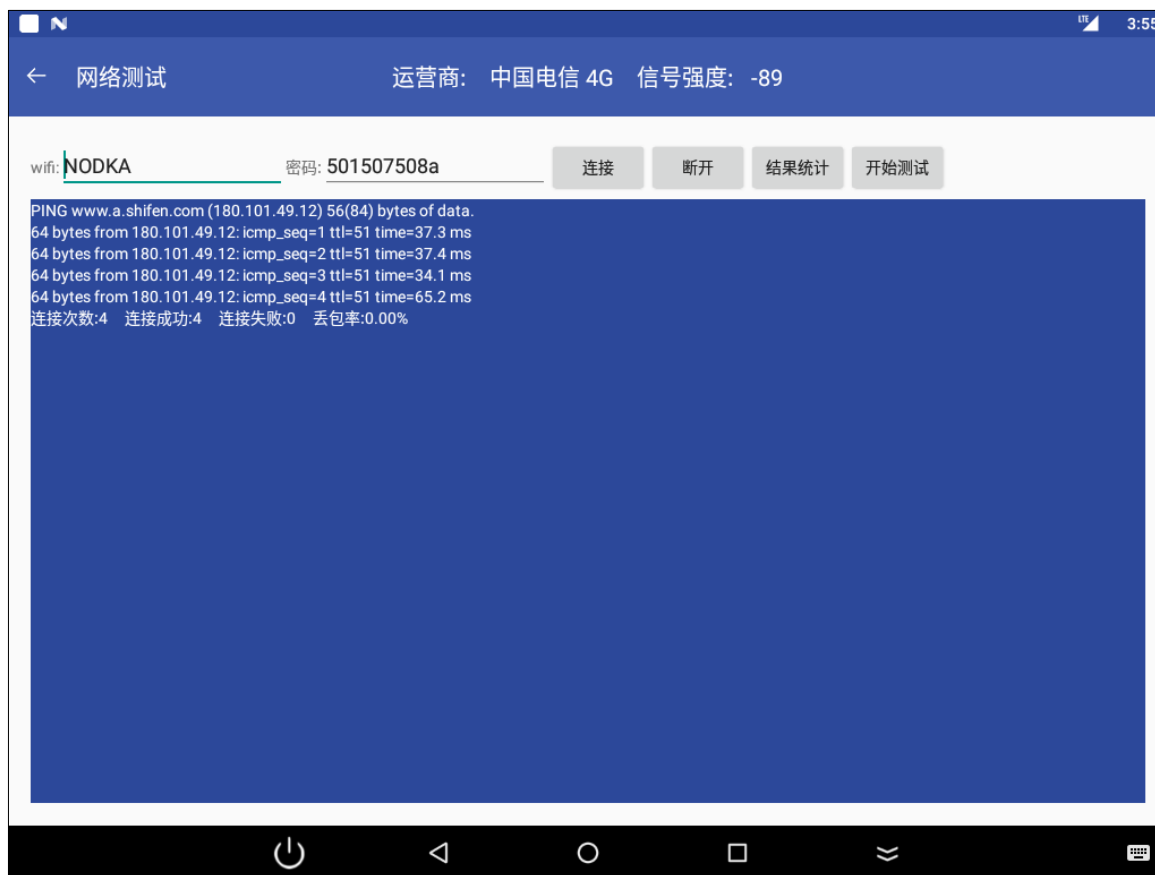 LTE 3:55
网络测试 运营商: 中国电信 4G 信号强度: -89
wifi: NODKA 密码: 501507508a 连接 断开 结果统计 开始测试
PING www.a.shifen.com (180.101.49.12) 56(84) bytes of data.
64 bytes from 180.101.49.12: icmp_seq=1 ttl=51 time=37.3 ms
64 bytes from 180.101.49.12: icmp_seq=2 ttl=51 time=37.4 ms
64 bytes from 180.101.49.12: icmp_seq=3 ttl=51 time=34.1 ms
64 bytes from 180.101.49.12: icmp_seq=4 ttl=51 time=65.2 ms
连接次数:4 连接成功:4 连接失败:0 丢包率:0.00%